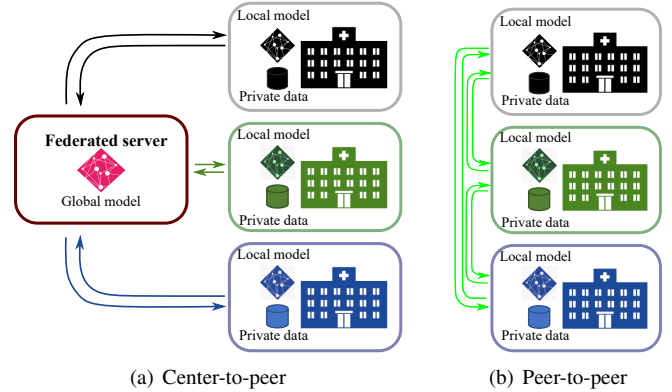 Local model
Private data
Federated server
Global model
Local model
Private data
Local model
Private data
(a) Center-to-peer
Local model
Private data
Local model
Private data
Local model
Private data
(b) Peer-to-peer